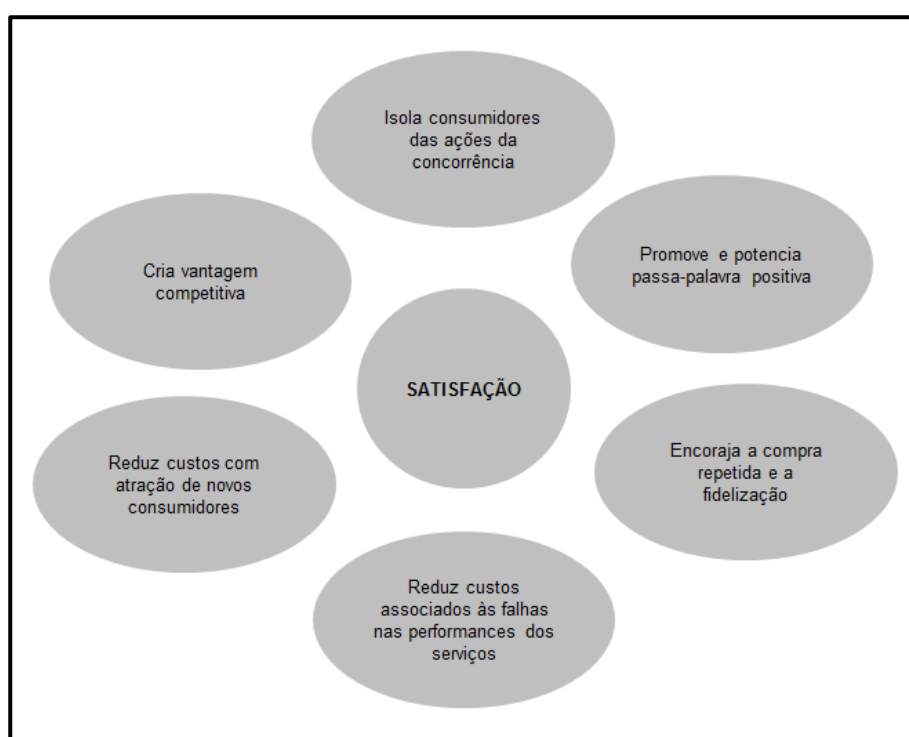 Isola consumidores
das ações da
concorrência
Promove e potencia
passa-palavra positiva
Cria vantagem
competitiva
SATISFAÇÃO
Encoraja a compra
repetida e a
fidelização
Reduz custos com
atração de novos
consumidores
Reduz custos
associados às falhas
nas performances dos
serviços